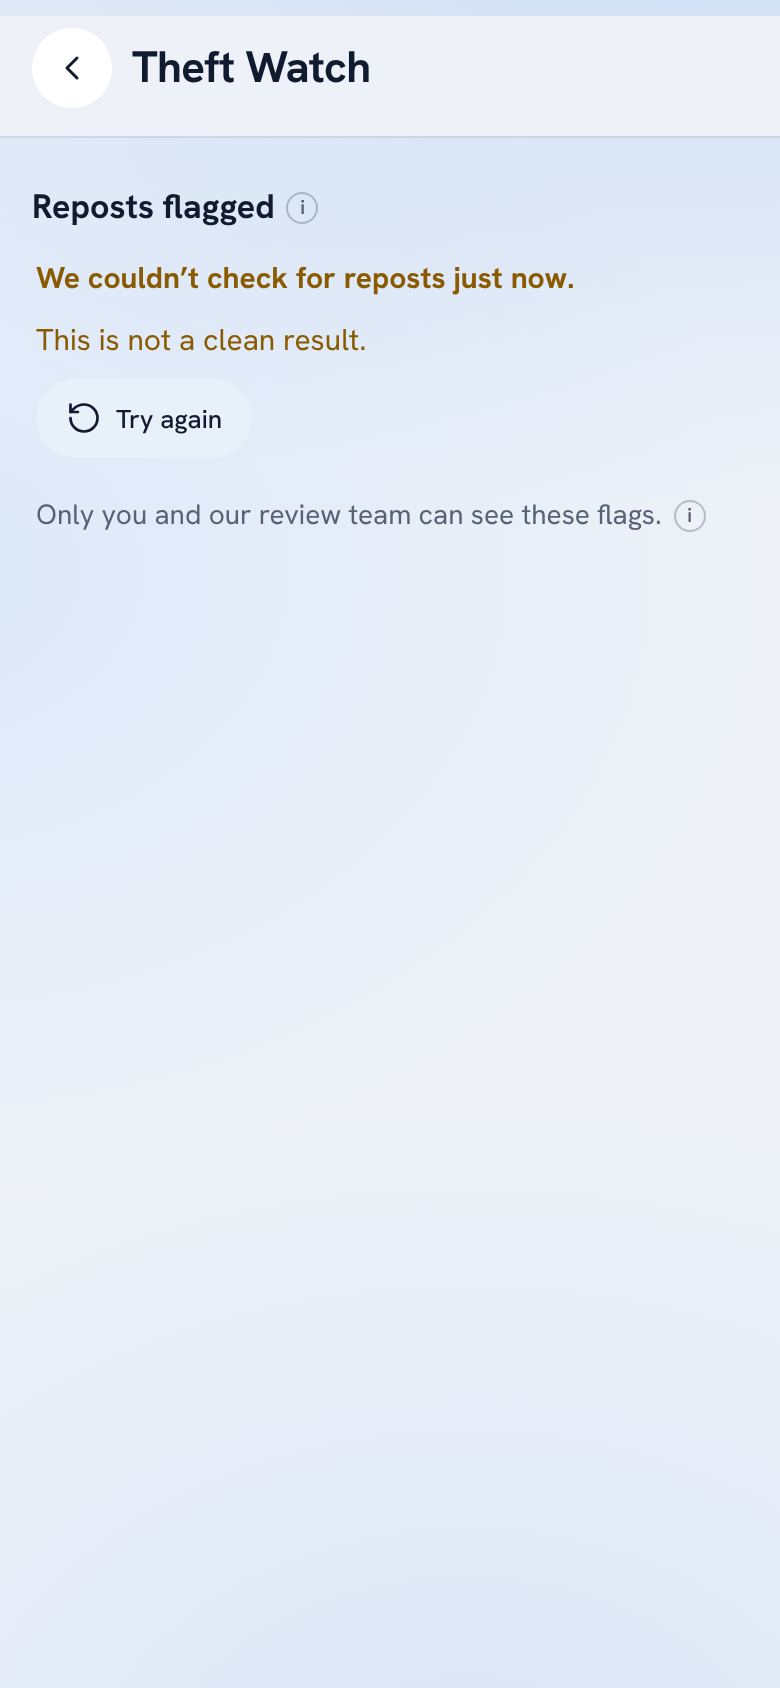 Theft Watch
Reposts flagged
We couldn’t check for reposts just now.
This is not a clean result.
Try again
Only you and our review team can see these flags.